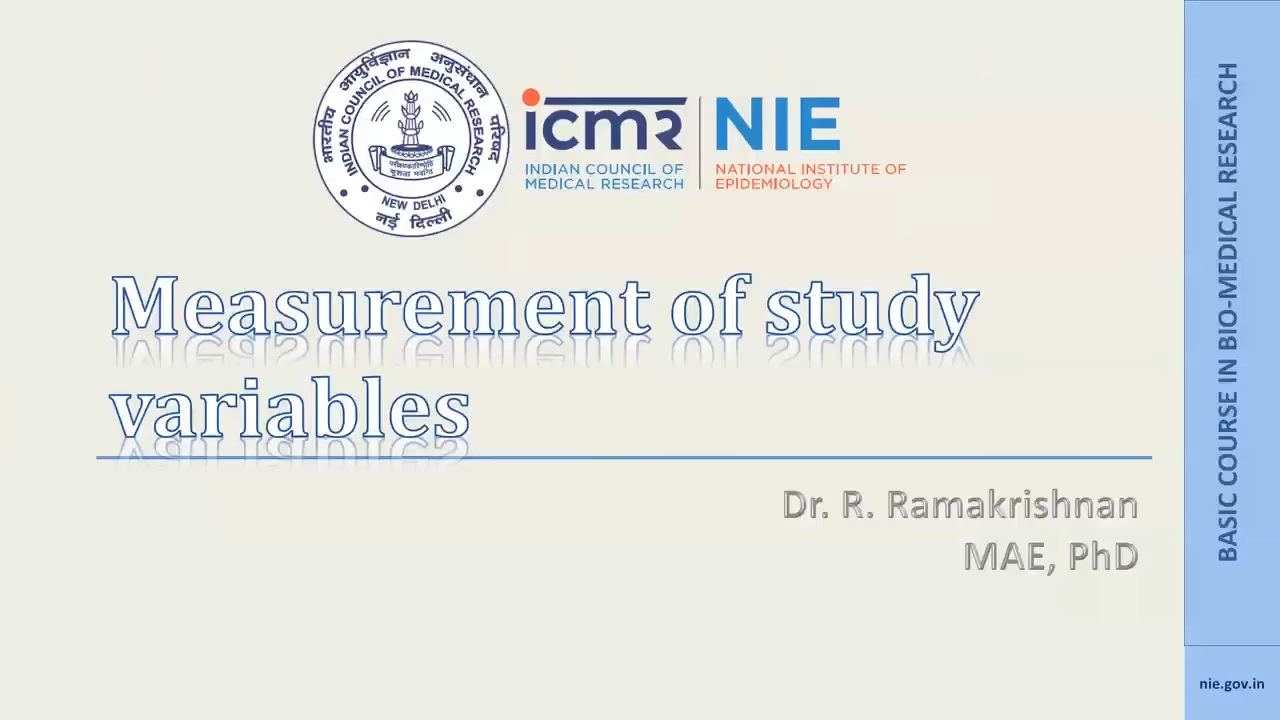 भारतीय आयुर्विज्ञान अनुसंधान परिषद
INDIAN COUNCIL OF MEDICAL RESEARCH
NEW DELHI
नई दिल्ली
icmr
INDIAN COUNCIL OF
MEDICAL RESEARCH
NIE
NATIONAL INSTITUTE OF
EPIDEMIOLOGY
Measurement of study
variables
Dr. R. Ramakrishnan
MAE, PhD
BASIC COURSE IN BIO-MEDICAL RESEARCH
nie.gov.in